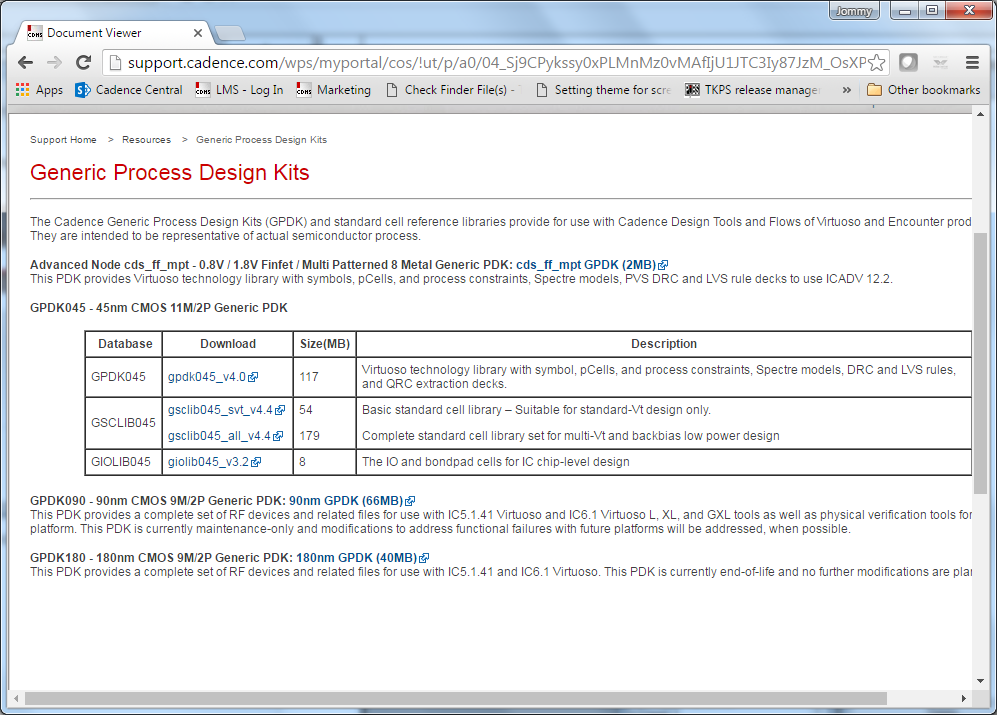 Jommy
CDMS Document Viewer
support.cadence.com/wps/myportal/cos/!ut/p/a0/04_Sj9CPykssy0xPLMnMz0vMAfIjU1JTC3Iy87JzM_OsXP
Apps Cadence Central LMS - Log In Marketing Check Finder File(s) - Setting theme for scre TKPS release manage » Other bookmarks
Support Home > Resources > Generic Process Design Kits
Generic Process Design Kits
The Cadence Generic Process Design Kits (GPDK) and standard cell reference libraries provide for use with Cadence Design Tools and Flows of Virtuoso and Encounter prod
They are intended to be representative of actual semiconductor process.
Advanced Node cds_ff_mpt - 0.8V / 1.8V Finfet / Multi Patterned 8 Metal Generic PDK: cds_ff_mpt GPDK (2MB)
This PDK provides Virtuoso technology library with symbols, pCells, and process constraints, Spectre models, PVS DRC and LVS rule decks to use ICADV 12.2.
GPDK045 - 45nm CMOS 11M/2P Generic PDK
Database Download Size(MB) Description
GPDK045 gpdk045_v4.0 117 Virtuoso technology library with symbol, pCells, and process constraints, Spectre models, DRC and LVS rules,
and QRC extraction decks.
GSCLIB045 gsclib045_svt_v4.4 54 Basic standard cell library – Suitable for standard-Vt design only.
gsclib045_all_v4.4 179 Complete standard cell library set for multi-Vt and backbias low power design
GIOLIB045 giolib045_v3.2 8 The IO and bondpad cells for IC chip-level design
GPDK090 - 90nm CMOS 9M/2P Generic PDK: 90nm GPDK (66MB)
This PDK provides a complete set of RF devices and related files for use with IC5.1.41 Virtuoso and IC6.1 Virtuoso L, XL, and GXL tools as well as physical verification tools for
platform. This PDK is currently maintenance-only and modifications to address functional failures with future platforms will be addressed, when possible.
GPDK180 - 180nm CMOS 9M/2P Generic PDK: 180nm GPDK (40MB)
This PDK provides a complete set of RF devices and related files for use with IC5.1.41 and IC6.1 Virtuoso. This PDK is currently end-of-life and no further modifications are plan